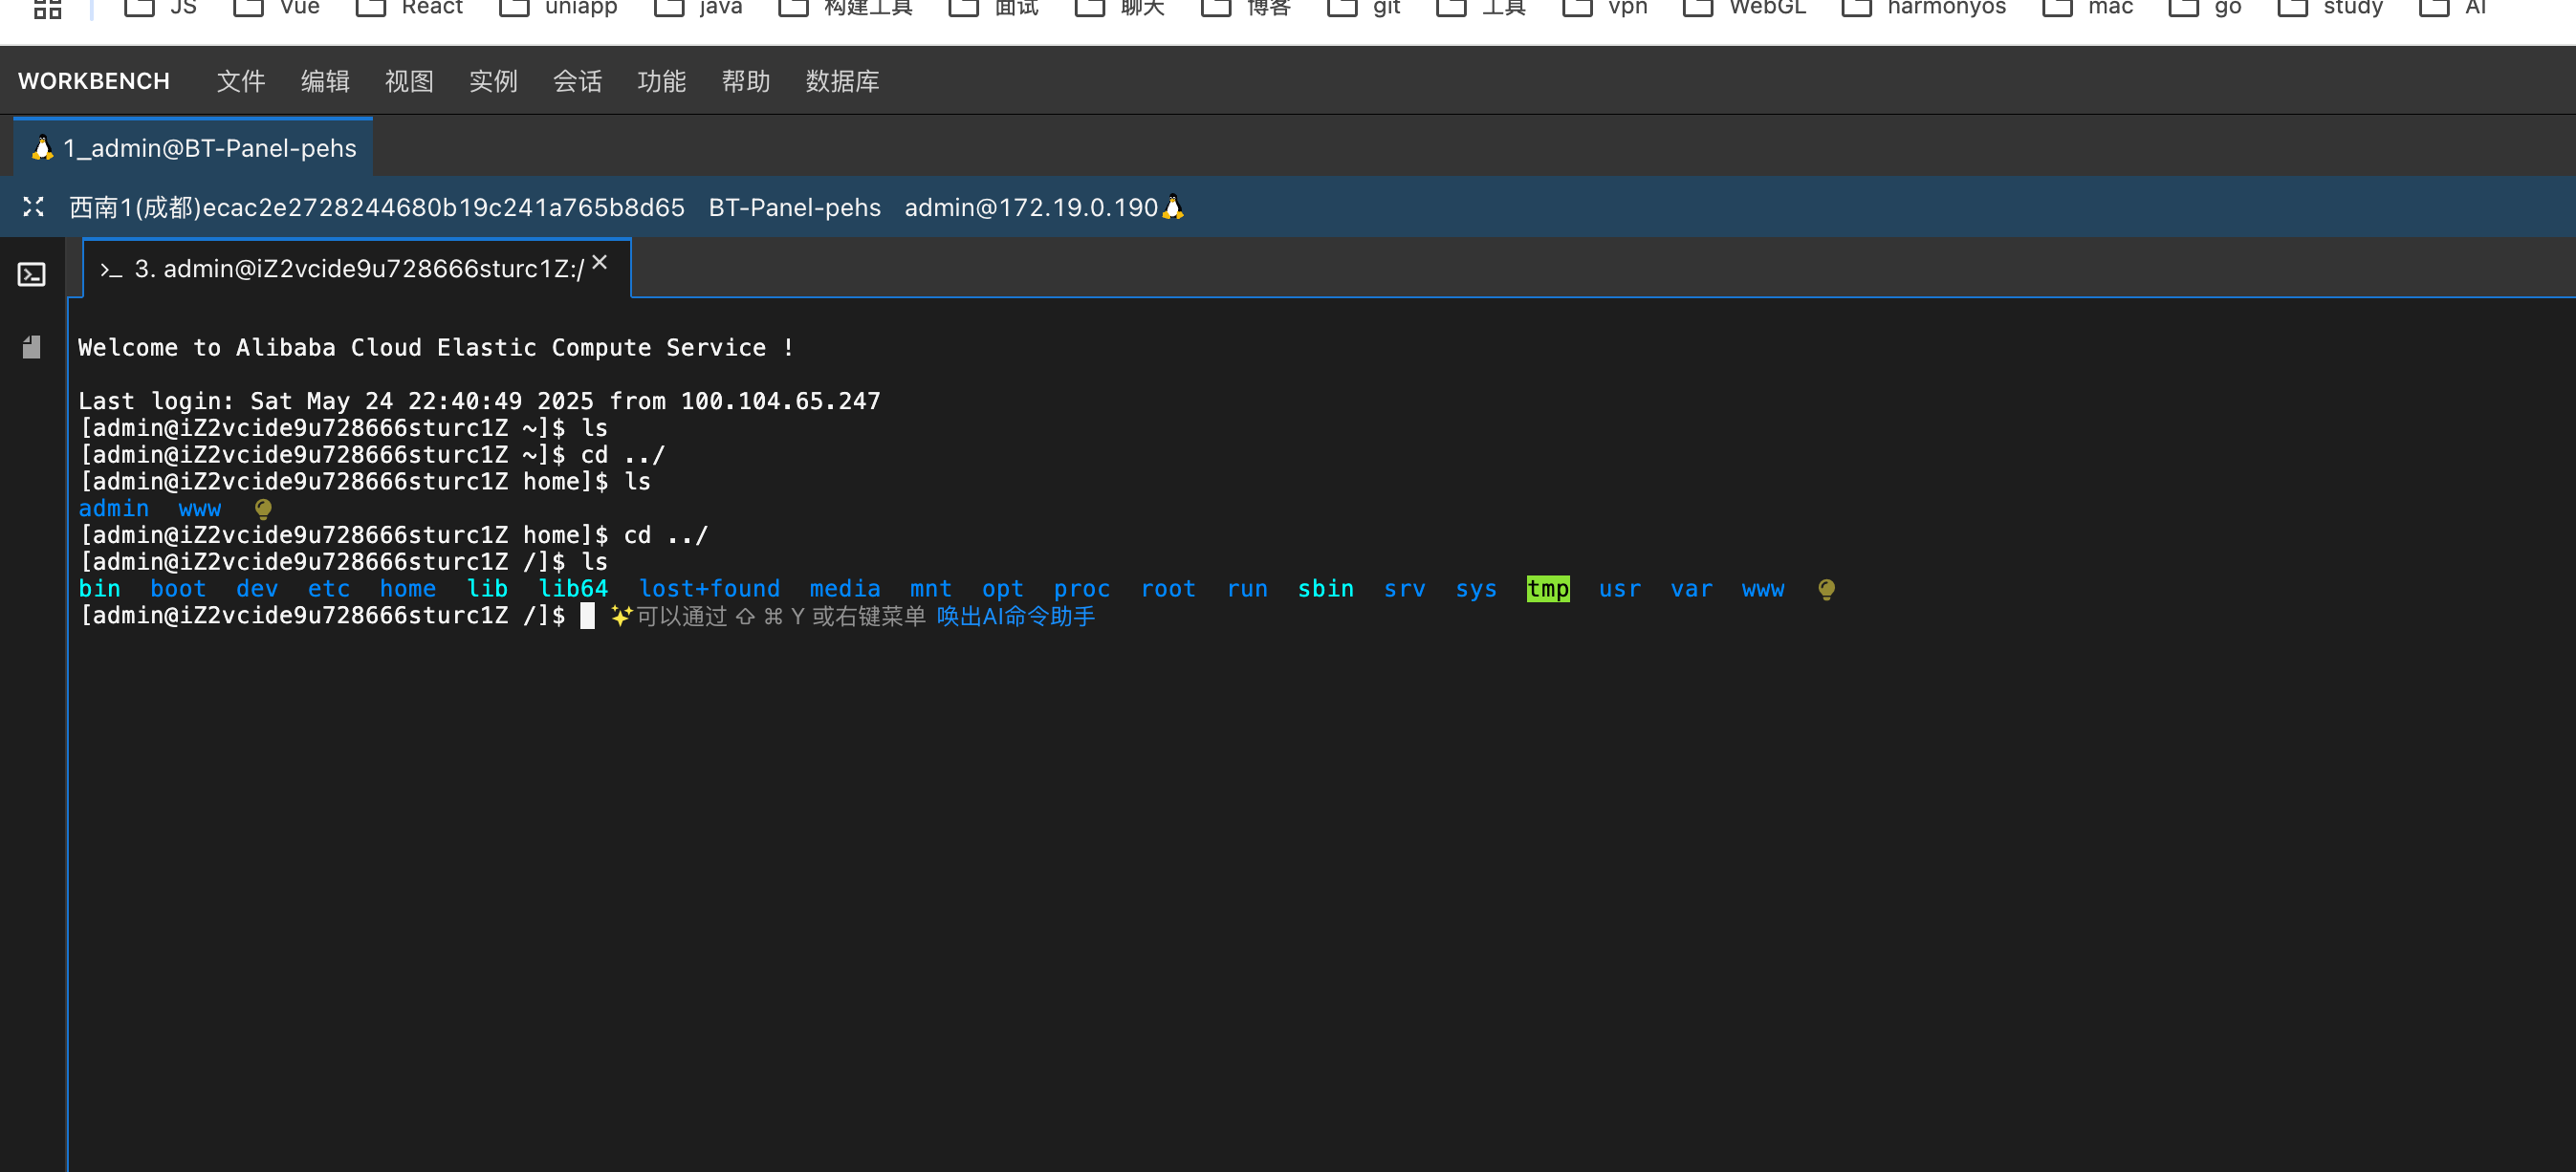 JS Vue React uniapp java 构建工具 面试 聊天 博客 git 工具 vpn WebGL harmonyos mac go study AI
WORKBENCH 文件 编辑 视图 实例 会话 功能 帮助 数据库
1_admin@BT-Panel-pehs
西南1(成都)ecac2e2728244680b19c241a765b8d65 BT-Panel-pehs admin@172.19.0.190
>_ 3. admin@iZ2vcide9u728666sturc1Z:/ ×
Welcome to Alibaba Cloud Elastic Compute Service !
Last login: Sat May 24 22:40:49 2025 from 100.104.65.247
[admin@iZ2vcide9u728666sturc1Z ~]$ ls
[admin@iZ2vcide9u728666sturc1Z ~]$ cd ../
[admin@iZ2vcide9u728666sturc1Z home]$ ls
admin www
[admin@iZ2vcide9u728666sturc1Z home]$ cd ../
[admin@iZ2vcide9u728666sturc1Z /]$ ls
bin boot dev etc home lib lib64 lost+found media mnt opt proc root run sbin srv sys tmp usr var www
[admin@iZ2vcide9u728666sturc1Z /]$ ✨可以通过 ⇧ ⌘ Y 或右键菜单 唤出AI命令助手